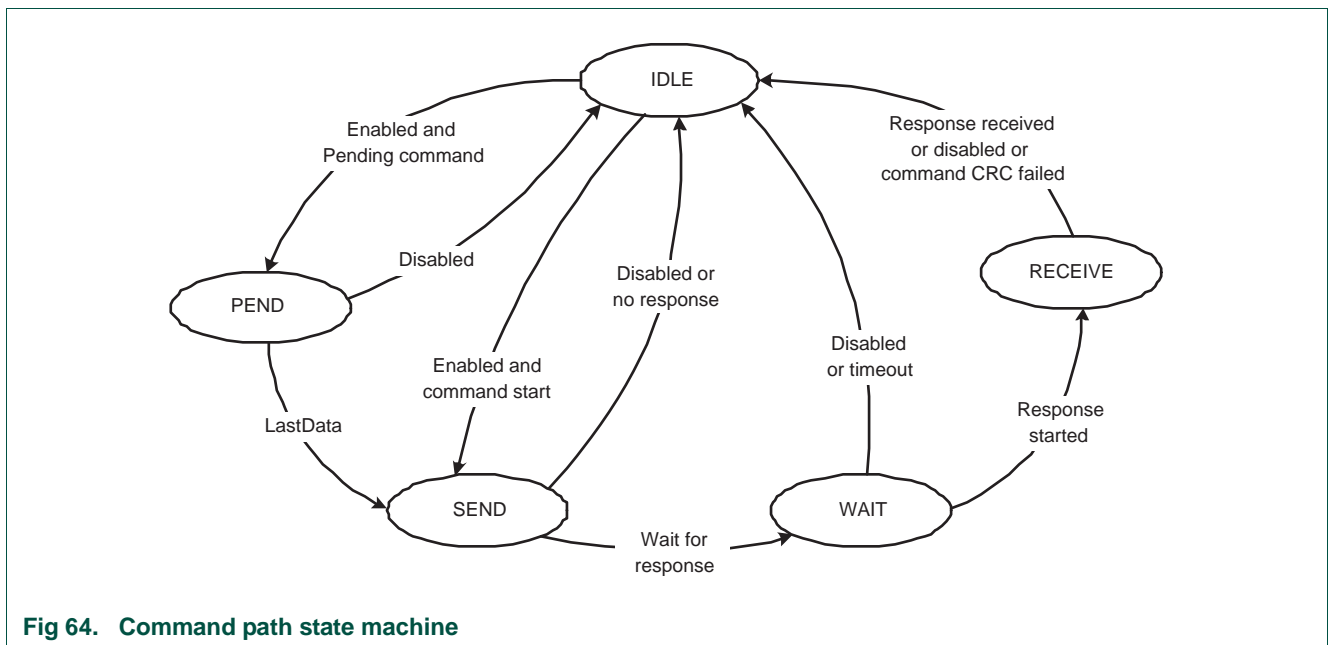 IDLE
Enabled and
Pending command
Response received
or disabled or
command CRC failed
Disabled
Disabled or
no response
RECEIVE
PEND
Enabled and
command start
Disabled
or timeout
LastData
Response
started
SEND
WAIT
Wait for
response
Fig 64. Command path state machine